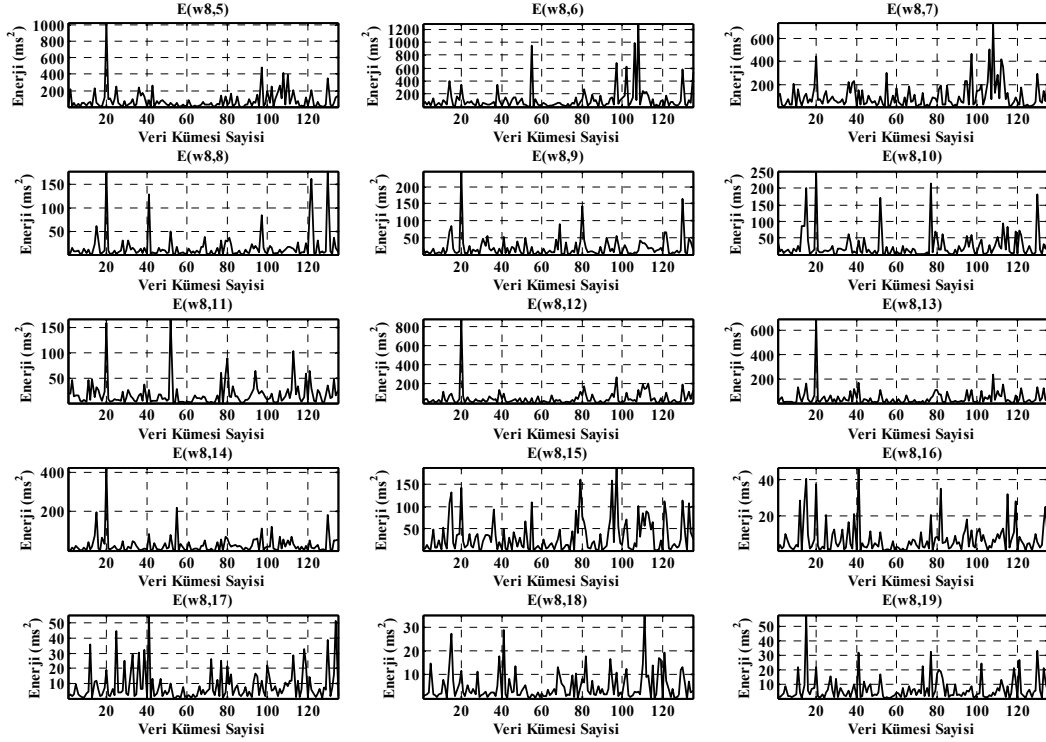 E(w8,5)
Enerji (ms²)
1000
800
600
400
200
20 40 60 80 100 120
Veri Kümesi Sayisi
E(w8,6)
Enerji (ms²)
1200
1000
800
600
400
200
20 40 60 80 100 120
Veri Kümesi Sayisi
E(w8,7)
Enerji (ms²)
600
400
200
20 40 60 80 100 120
Veri Kümesi Sayisi
E(w8,8)
Enerji (ms²)
150
100
50
20 40 60 80 100 120
Veri Kümesi Sayisi
E(w8,9)
Enerji (ms²)
200
150
100
50
20 40 60 80 100 120
Veri Kümesi Sayisi
E(w8,10)
Enerji (ms²)
250
200
150
100
50
20 40 60 80 100 120
Veri Kümesi Sayisi
E(w8,11)
Enerji (ms²)
150
100
50
20 40 60 80 100 120
Veri Kümesi Sayisi
E(w8,12)
Enerji (ms²)
800
600
400
200
20 40 60 80 100 120
Veri Kümesi Sayisi
E(w8,13)
Enerji (ms²)
600
400
200
20 40 60 80 100 120
Veri Kümesi Sayisi
E(w8,14)
Enerji (ms²)
400
200
20 40 60 80 100 120
Veri Kümesi Sayisi
E(w8,15)
Enerji (ms²)
150
100
50
20 40 60 80 100 120
Veri Kümesi Sayisi
E(w8,16)
Enerji (ms²)
40
20
20 40 60 80 100 120
Veri Kümesi Sayisi
E(w8,17)
Enerji (ms²)
50
40
30
20
10
20 40 60 80 100 120
Veri Kümesi Sayisi
E(w8,18)
Enerji (ms²)
30
20
10
20 40 60 80 100 120
Veri Kümesi Sayisi
E(w8,19)
Enerji (ms²)
50
40
30
20
10
20 40 60 80 100 120
Veri Kümesi Sayisi